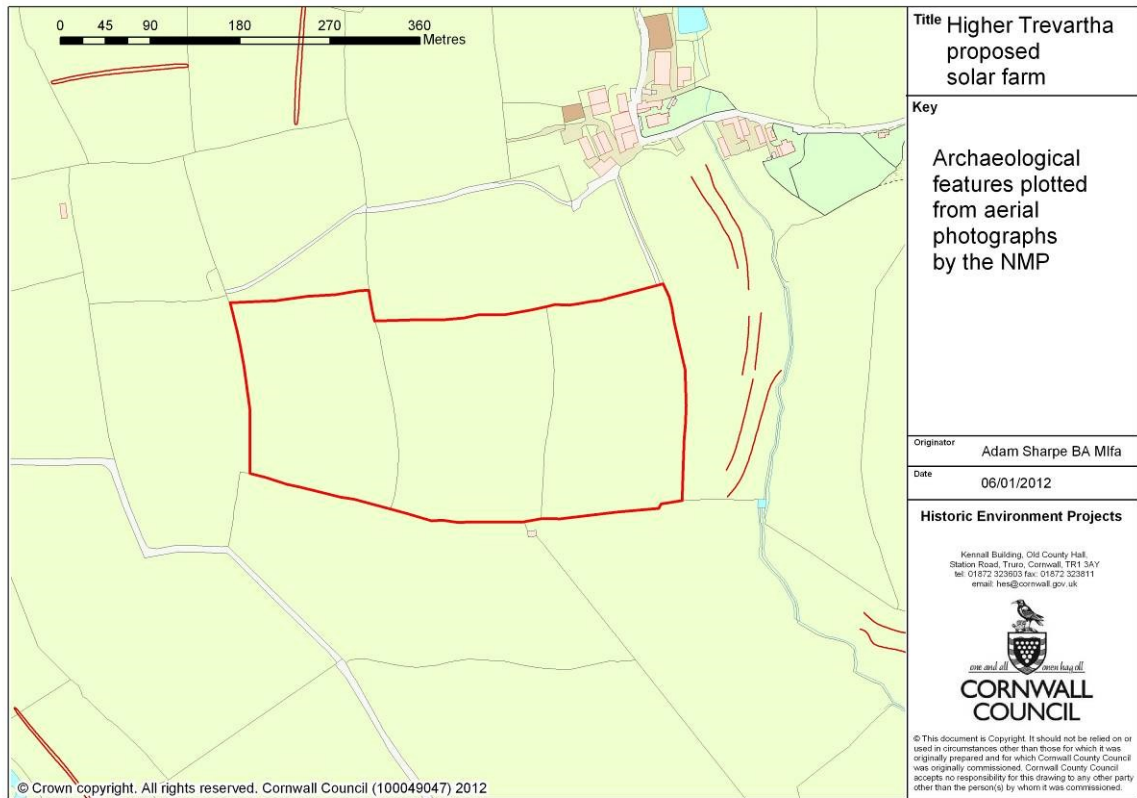 0 45 90 180 270 360
Metres
Title Higher Trevartha
proposed
solar farm
Key
Archaeological
features plotted
from aerial
photographs
by the NMP
Originator
Adam Sharpe BA MIfa
Date
06/01/2012
Historic Environment Projects
Kennall Building, Old County Hall,
Station Road, Truro, Cornwall, TR1 3AY
tel: 01872 323603 fax: 01872 323811
email: hes@cornwall.gov.uk
one and all onen hag oll
CORNWALL
COUNCIL
© This document is Copyright. It should not be relied on or
used in circumstances other than those for which it was
originally prepared and for which Cornwall County Council
was originally commissioned. Cornwall County Council
accepts no responsibility for this drawing to any other party
other than the person(s) by whom it was commissioned.
© Crown copyright. All rights reserved. Cornwall Council (100049047) 2012